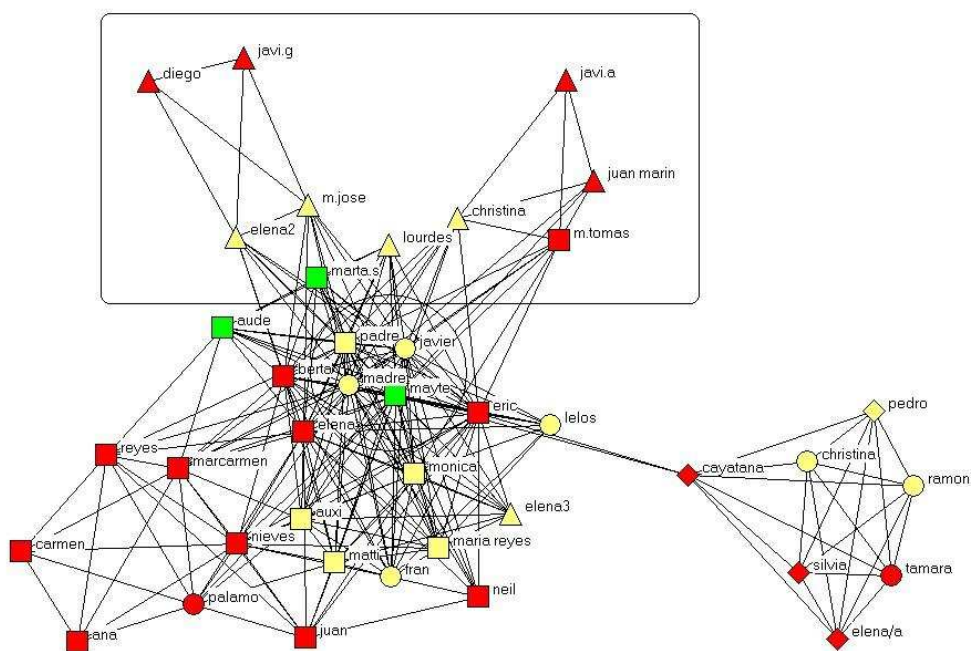 javi.g
diego
javi.a
juan marin
m.jose
christina
elena2
lourdes
m.tomas
marta.s
aude
padre
javier
berta
madre
mayte
eric
lelos
pedro
elena
reyes
marcarmen
monica
cayatana
christina
ramon
auxi
elena3
carmen
nieves
matti
maria reyes
fran
silvia
tamara
palamo
neil
ana
juan
elena/a